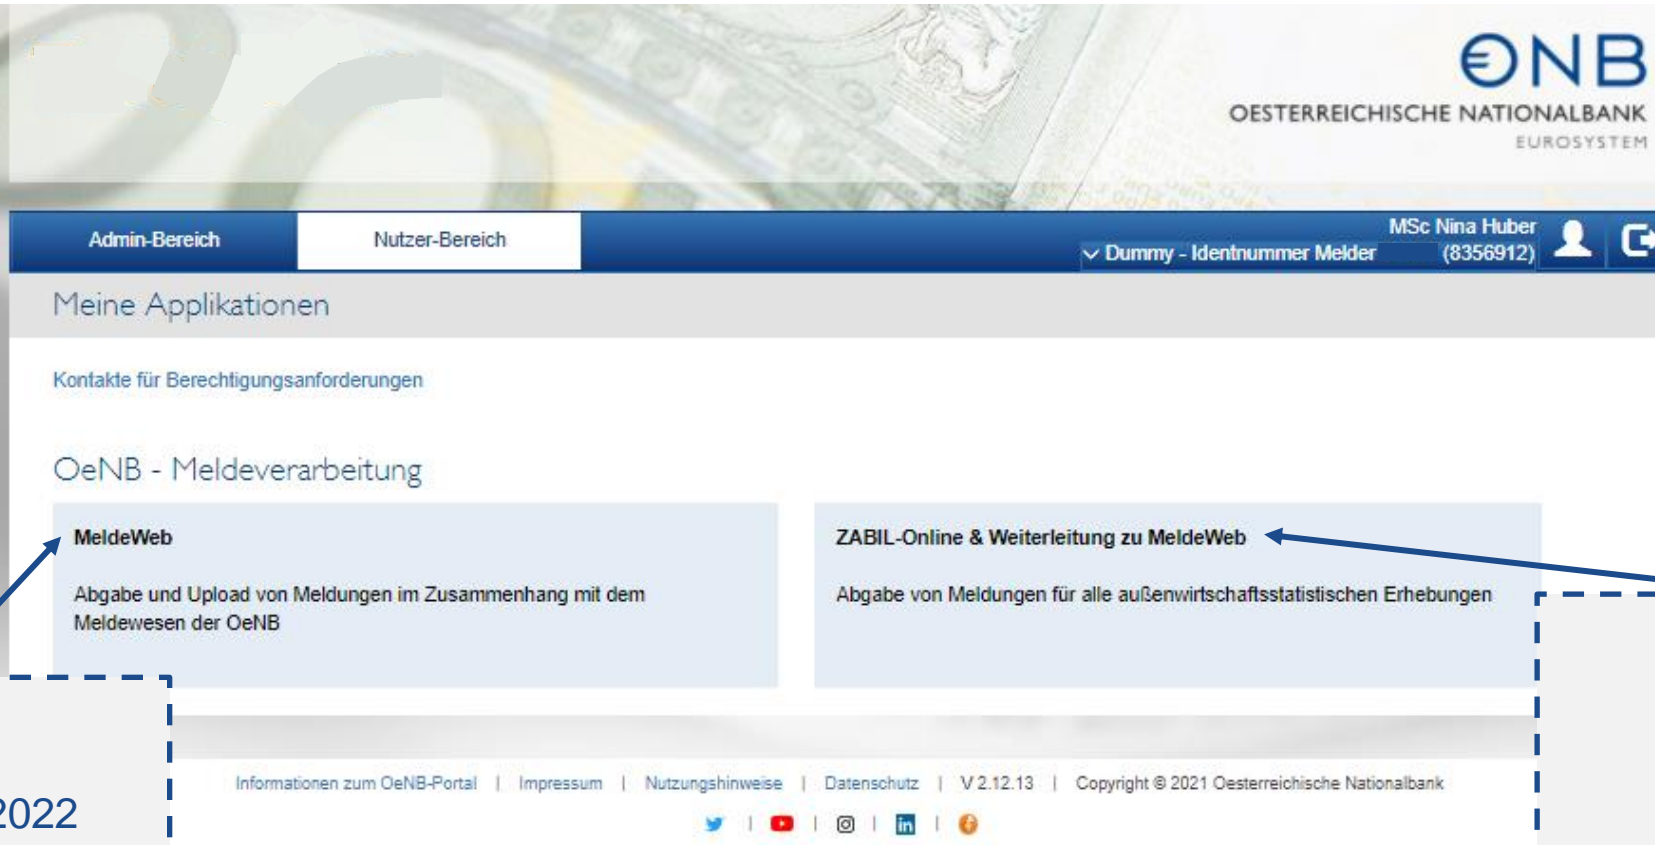 ONB
OESTERREICHISCHE NATIONALBANK
EUROSYSTEM
Admin-Bereich
Nutzer-Bereich
MSc Nina Huber
Dummy - Identnummer Melder (8356912)
Meine Applikationen
Kontakte für Berechtigungsanforderungen
OeNB - Meldeverarbeitung
MeldeWeb
Abgabe und Upload von Meldungen im Zusammenhang mit dem
Meldewesen der OeNB
ZABIL-Online & Weiterleitung zu MeldeWeb
Abgabe von Meldungen für alle außenwirtschaftsstatistischen Erhebungen
2022
Informationen zum OeNB-Portal | Impressum | Nutzungshinweise | Datenschutz | V 2.12.13 | Copyright © 2021 Oesterreichische Nationalbank
in